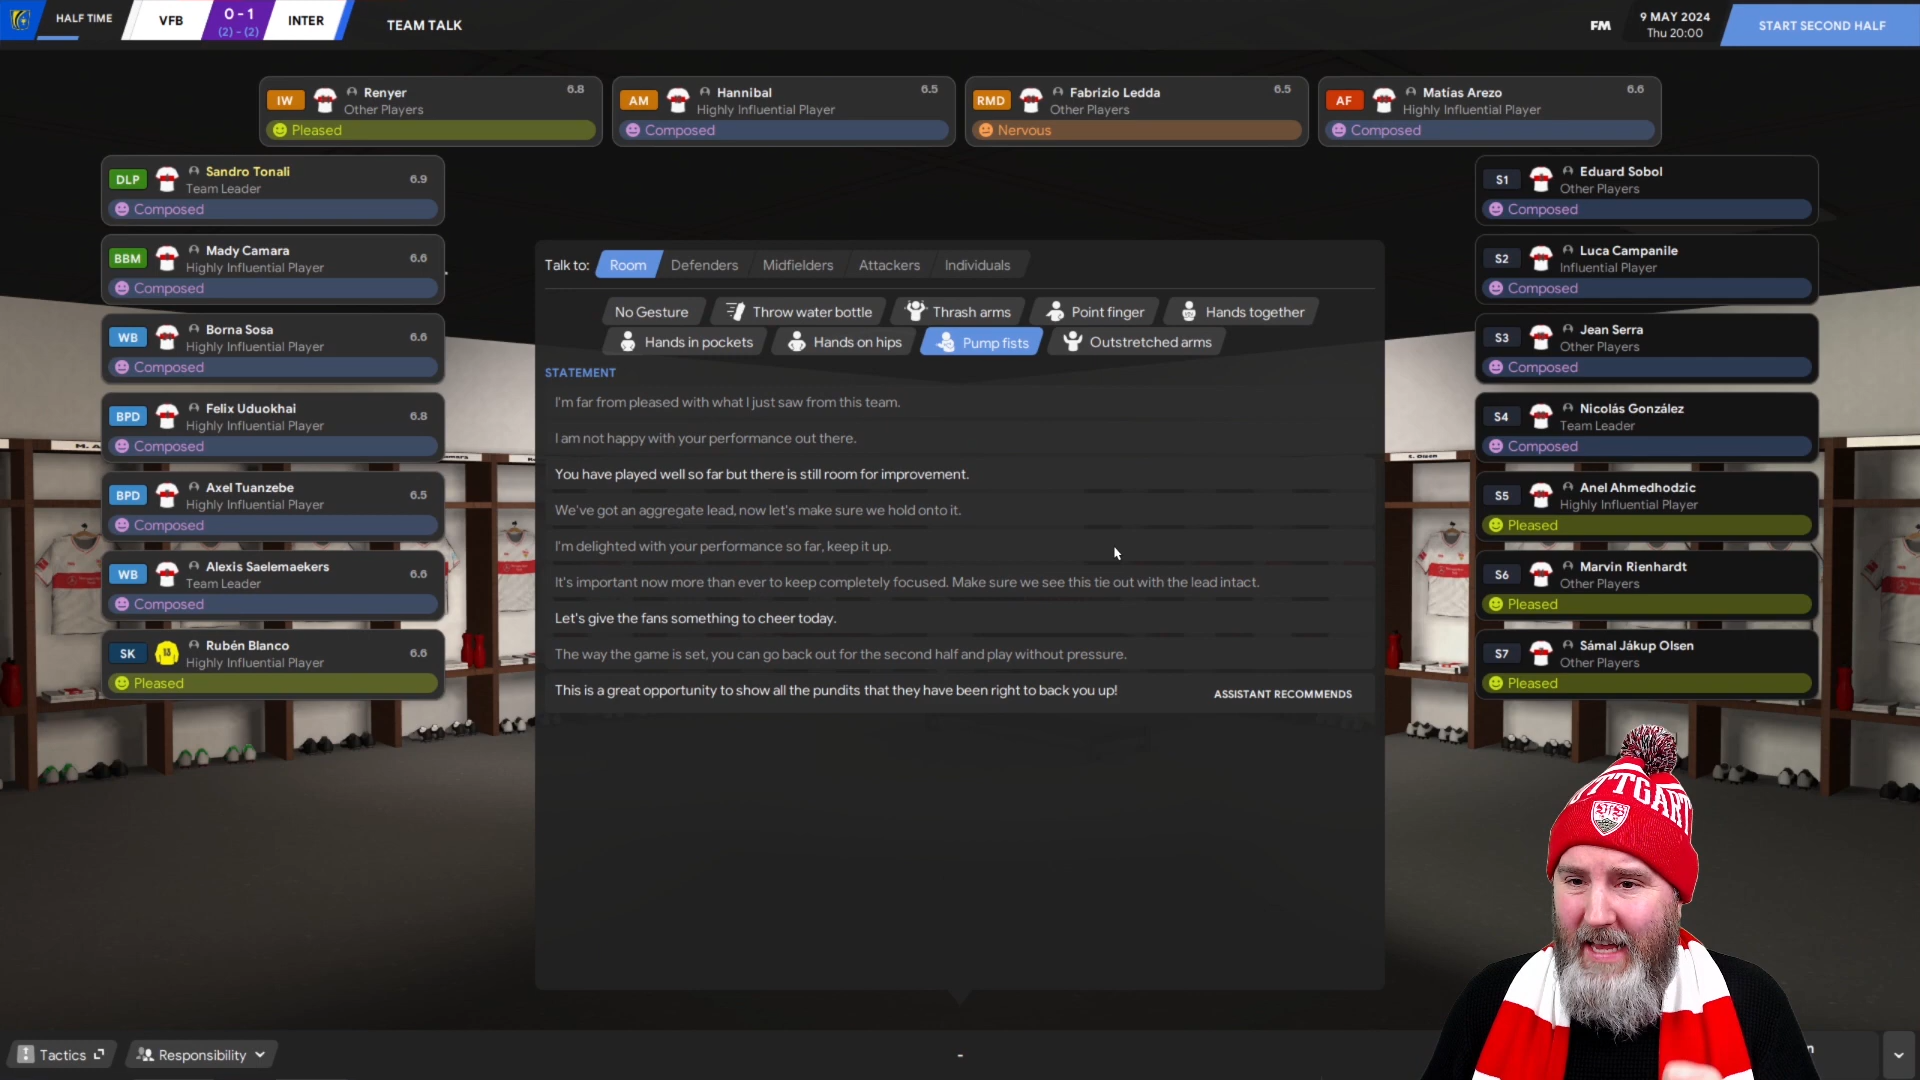 HALF TIME
VFB
0 - 1
(2) - (2)
INTER
TEAM TALK
FM
9 MAY 2024
Thu 20:00
START SECOND HALF
IW
Renyer
6.8
Other Players
Pleased
AM
Hannibal
6.5
Highly Influential Player
Composed
RMD
Fabrizio Ledda
6.5
Other Players
Nervous
AF
Matías Arezo
6.6
Highly Influential Player
Composed
DLP
Sandro Tonali
6.9
Team Leader
Composed
BBM
Mady Camara
6.6
Highly Influential Player
Composed
WB
Borna Sosa
6.6
Highly Influential Player
Composed
BPD
Felix Uduokhai
6.8
Highly Influential Player
Composed
BPD
Axel Tuanzebe
6.5
Highly Influential Player
Composed
WB
Alexis Saelemaekers
6.6
Team Leader
Composed
SK
13
Rubén Blanco
6.6
Highly Influential Player
Pleased
Talk to:
Room
Defenders
Midfielders
Attackers
Individuals
No Gesture
Throw water bottle
Thrash arms
Point finger
Hands together
Hands in pockets
Hands on hips
Pump fists
Outstretched arms
STATEMENT
I'm far from pleased with what I just saw from this team.
I am not happy with your performance out there.
You have played well so far but there is still room for improvement.
We've got an aggregate lead, now let's make sure we hold onto it.
I'm delighted with your performance so far, keep it up.
It's important now more than ever to keep completely focused. Make sure we see this tie out with the lead intact.
Let's give the fans something to cheer today.
The way the game is set, you can go back out for the second half and play without pressure.
This is a great opportunity to show all the pundits that they have been right to back you up!
ASSISTANT RECOMMENDS
S1
Eduard Sobol
Other Players
Composed
S2
Luca Campanile
Influential Player
Composed
S3
Jean Serra
Other Players
Composed
S4
Nicolás González
Team Leader
Composed
S5
Anel Ahmedhodzic
Highly Influential Player
Pleased
S6
Marvin Rienhardt
Other Players
Pleased
S7
Sámal Jákup Olsen
Other Players
Pleased
Tactics
Responsibility
-